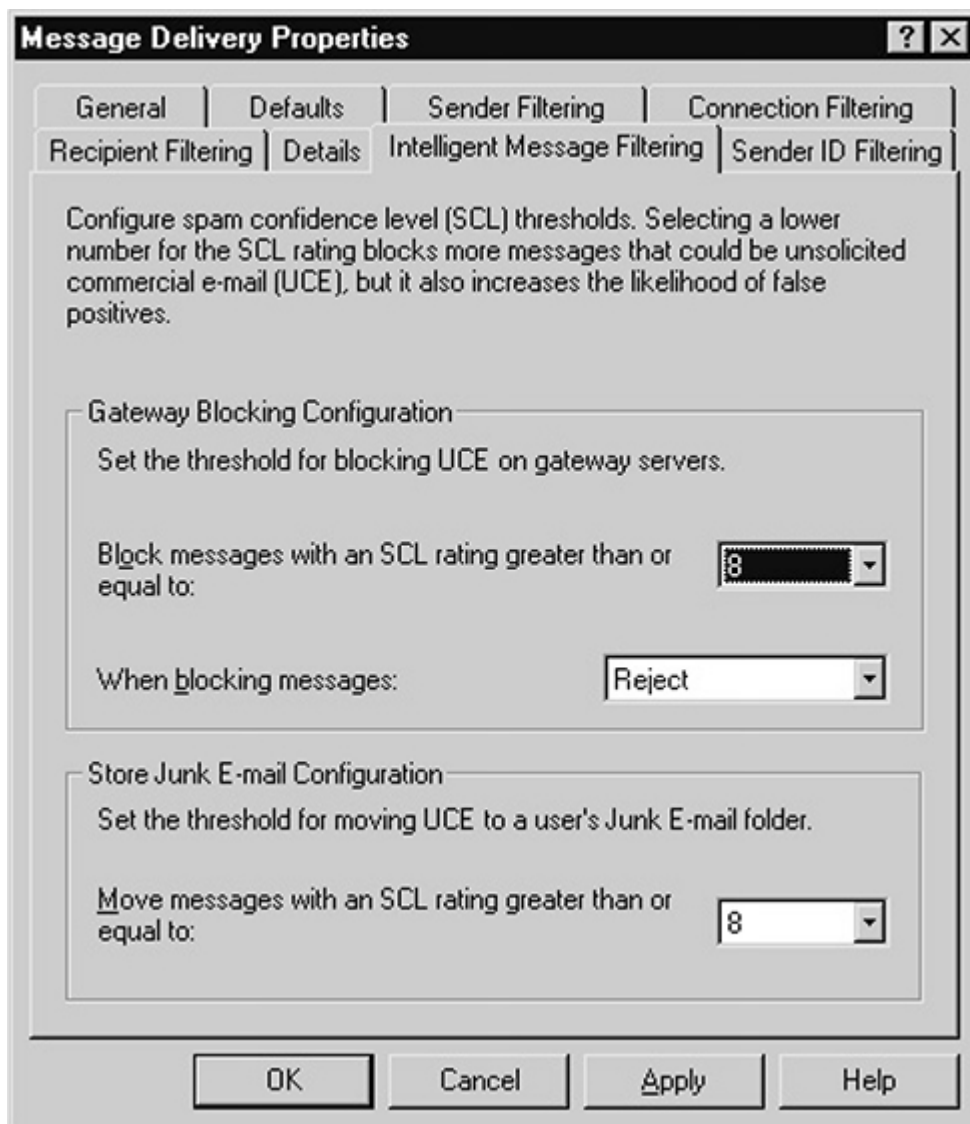 Message Delivery Properties
General Defaults Sender Filtering Connection Filtering
Recipient Filtering Details Intelligent Message Filtering Sender ID Filtering
Configure spam confidence level (SCL) thresholds. Selecting a lower
number for the SCL rating blocks more messages that could be unsolicited
commercial e-mail (UCE), but it also increases the likelihood of false
positives.
Gateway Blocking Configuration
Set the threshold for blocking UCE on gateway servers.
Block messages with an SCL rating greater than or
equal to:
8
When blocking messages:
Reject
Store Junk E-mail Configuration
Set the threshold for moving UCE to a user's Junk E-mail folder.
Move messages with an SCL rating greater than or
equal to:
8
OK Cancel Apply Help